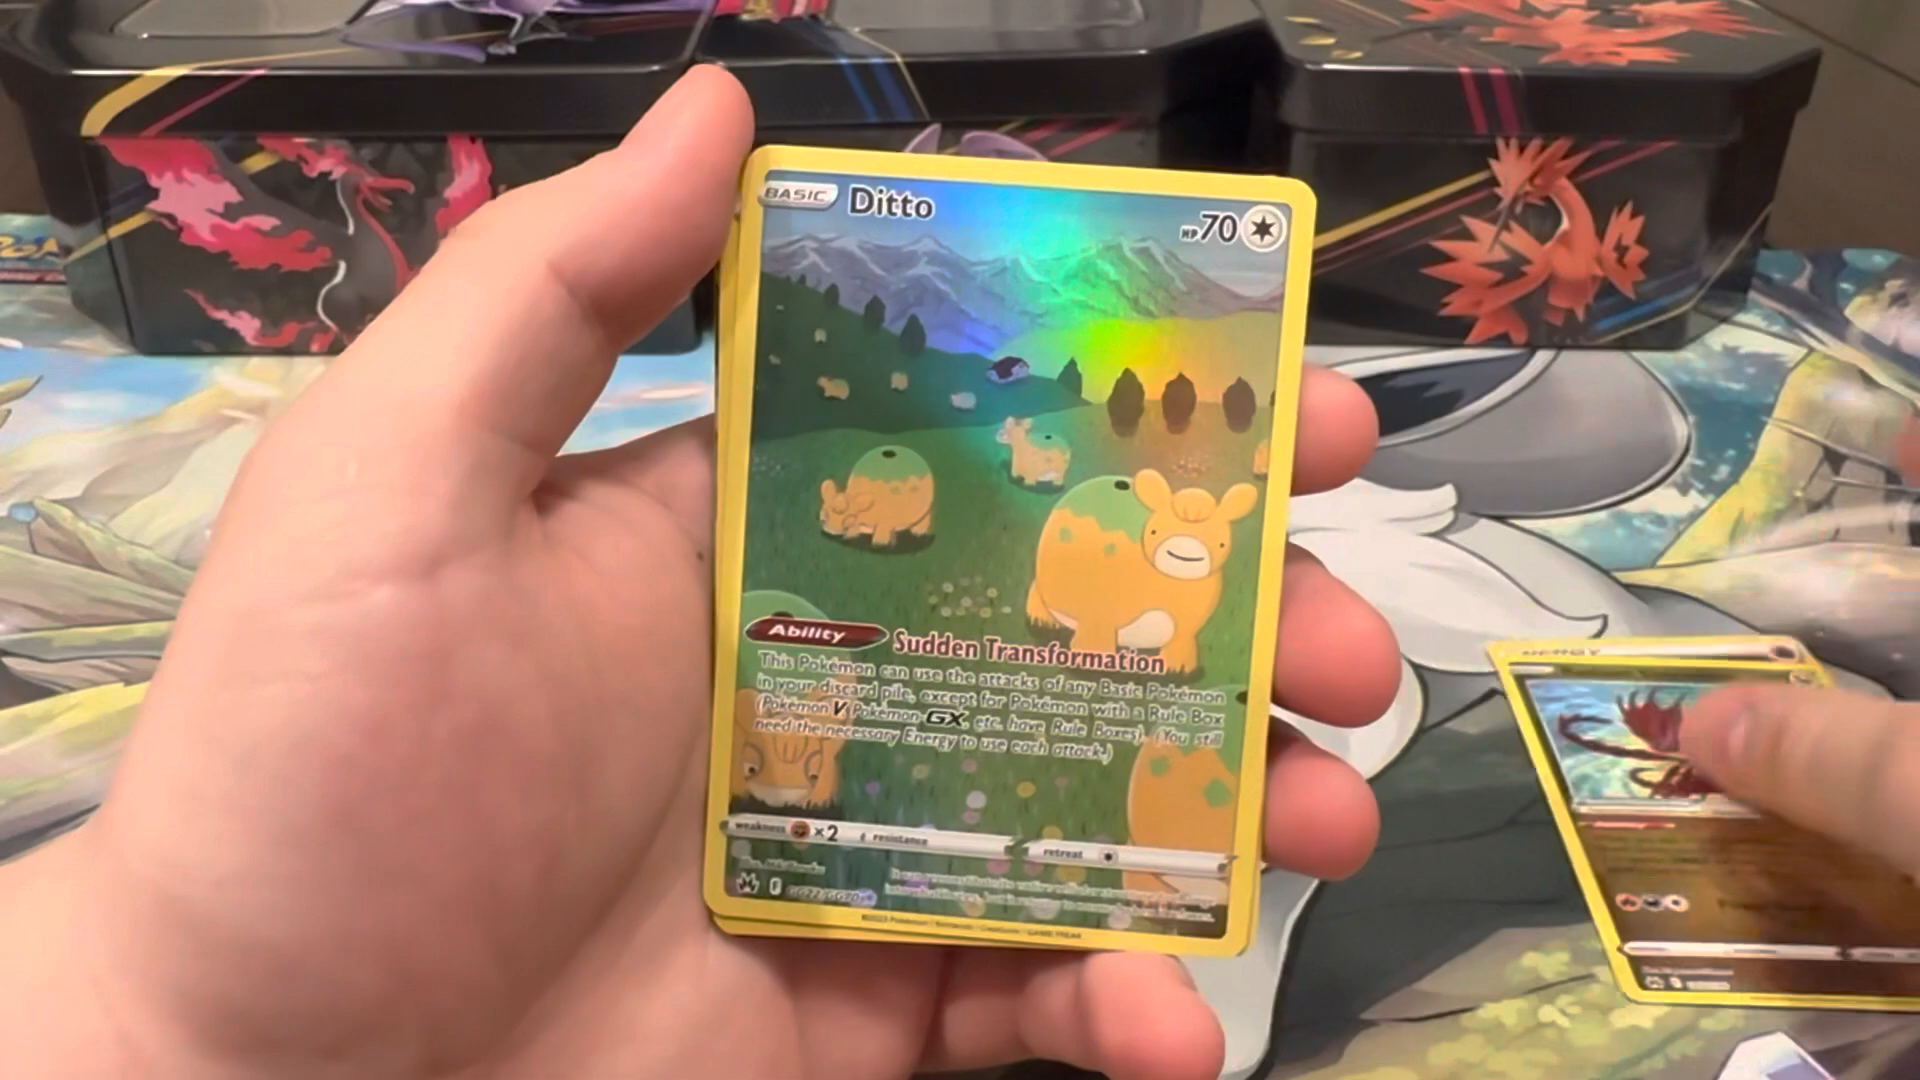 BASIC Ditto HP70
Ability Sudden Transformation
This Pokémon can use the attacks of any Basic Pokémon
in your discard pile, except for Pokémon with a Rule Box
(Pokémon V, Pokémon-GX, etc. have Rule Boxes). (You still
need the necessary Energy to use each attack.)
weakness ×2 resistance retreat
F GG22/GG70